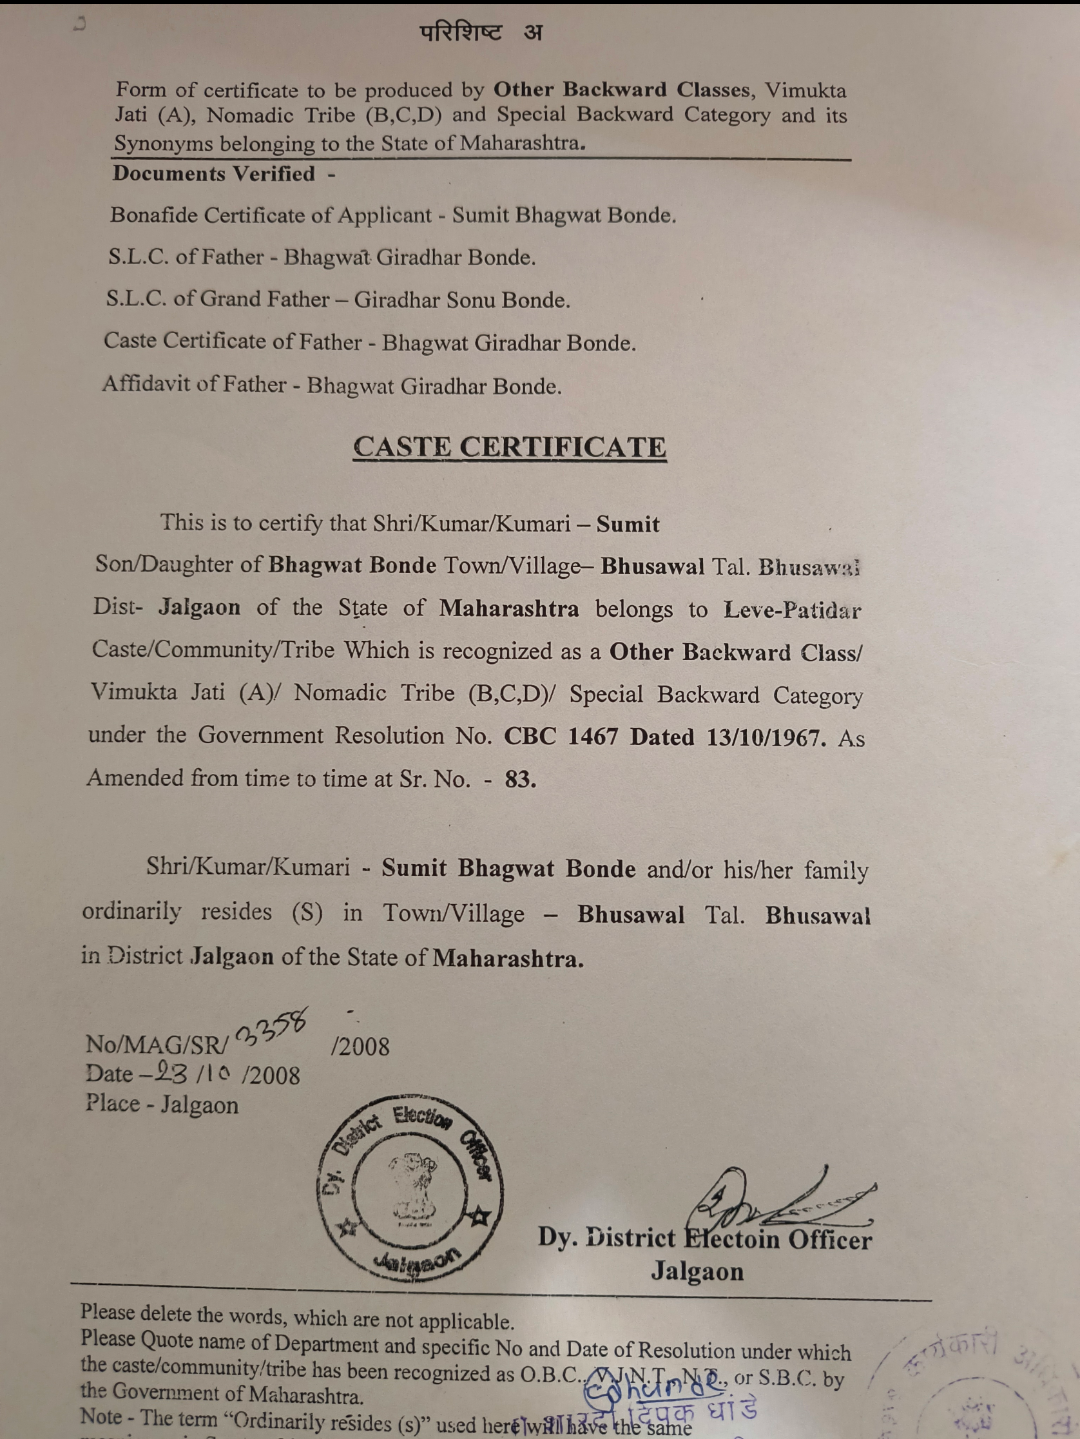 परिशिष्ट अ
Form of certificate to be produced by Other Backward Classes, Vimukta
Jati (A), Nomadic Tribe (B,C,D) and Special Backward Category and its
Synonyms belonging to the State of Maharashtra.
Documents Verified -
Bonafide Certificate of Applicant - Sumit Bhagwat Bonde.
S.L.C. of Father - Bhagwat Giradhar Bonde.
S.L.C. of Grand Father – Giradhar Sonu Bonde.
Caste Certificate of Father - Bhagwat Giradhar Bonde.
Affidavit of Father - Bhagwat Giradhar Bonde.
CASTE CERTIFICATE
This is to certify that Shri/Kumar/Kumari – Sumit
Son/Daughter of Bhagwat Bonde Town/Village– Bhusawal Tal. Bhusawal
Dist- Jalgaon of the State of Maharashtra belongs to Leve-Patidar
Caste/Community/Tribe Which is recognized as a Other Backward Class/
Vimukta Jati (A)/ Nomadic Tribe (B,C,D)/ Special Backward Category
under the Government Resolution No. CBC 1467 Dated 13/10/1967. As
Amended from time to time at Sr. No. - 83.
Shri/Kumar/Kumari - Sumit Bhagwat Bonde and/or his/her family
ordinarily resides (S) in Town/Village – Bhusawal Tal. Bhusawal
in District Jalgaon of the State of Maharashtra.
No/MAG/SR/ 3358 /2008
Date – 23 /10 /2008
Place - Jalgaon
Dy. District Election Officer
Jalgaon
Dy. District Electoin Officer
Jalgaon
Please delete the words, which are not applicable.
Please Quote name of Department and specific No and Date of Resolution under which
the caste/community/tribe has been recognized as O.B.C., V.J.N.T., N.T., or S.B.C. by
the Government of Maharashtra.
Note - The term “Ordinarily resides (s)” used here will have the same
दिपक धांडे
कार्यकारी